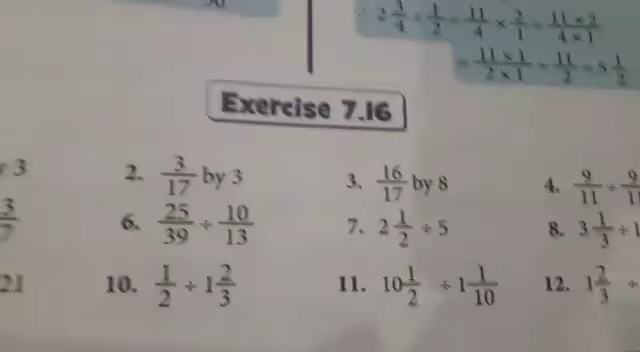 2 3/4 ÷ 1/2 = 11/4 × 2/1 = 11 × 2/4 × 1
= 11 × 1/2 × 1 = 11/2 = 5 1/2
Exercise 7.16
3 2. 3/17 by 3 3. 16/17 by 8 4. 9/11 ÷
3/7 6. 25/39 ÷ 10/13 7. 2 1/2 ÷ 5 8. 3 1/3 ÷ 1
21 10. 1/2 ÷ 1 2/3 11. 10 1/2 ÷ 1 1/10 12. 1 2/3 ÷